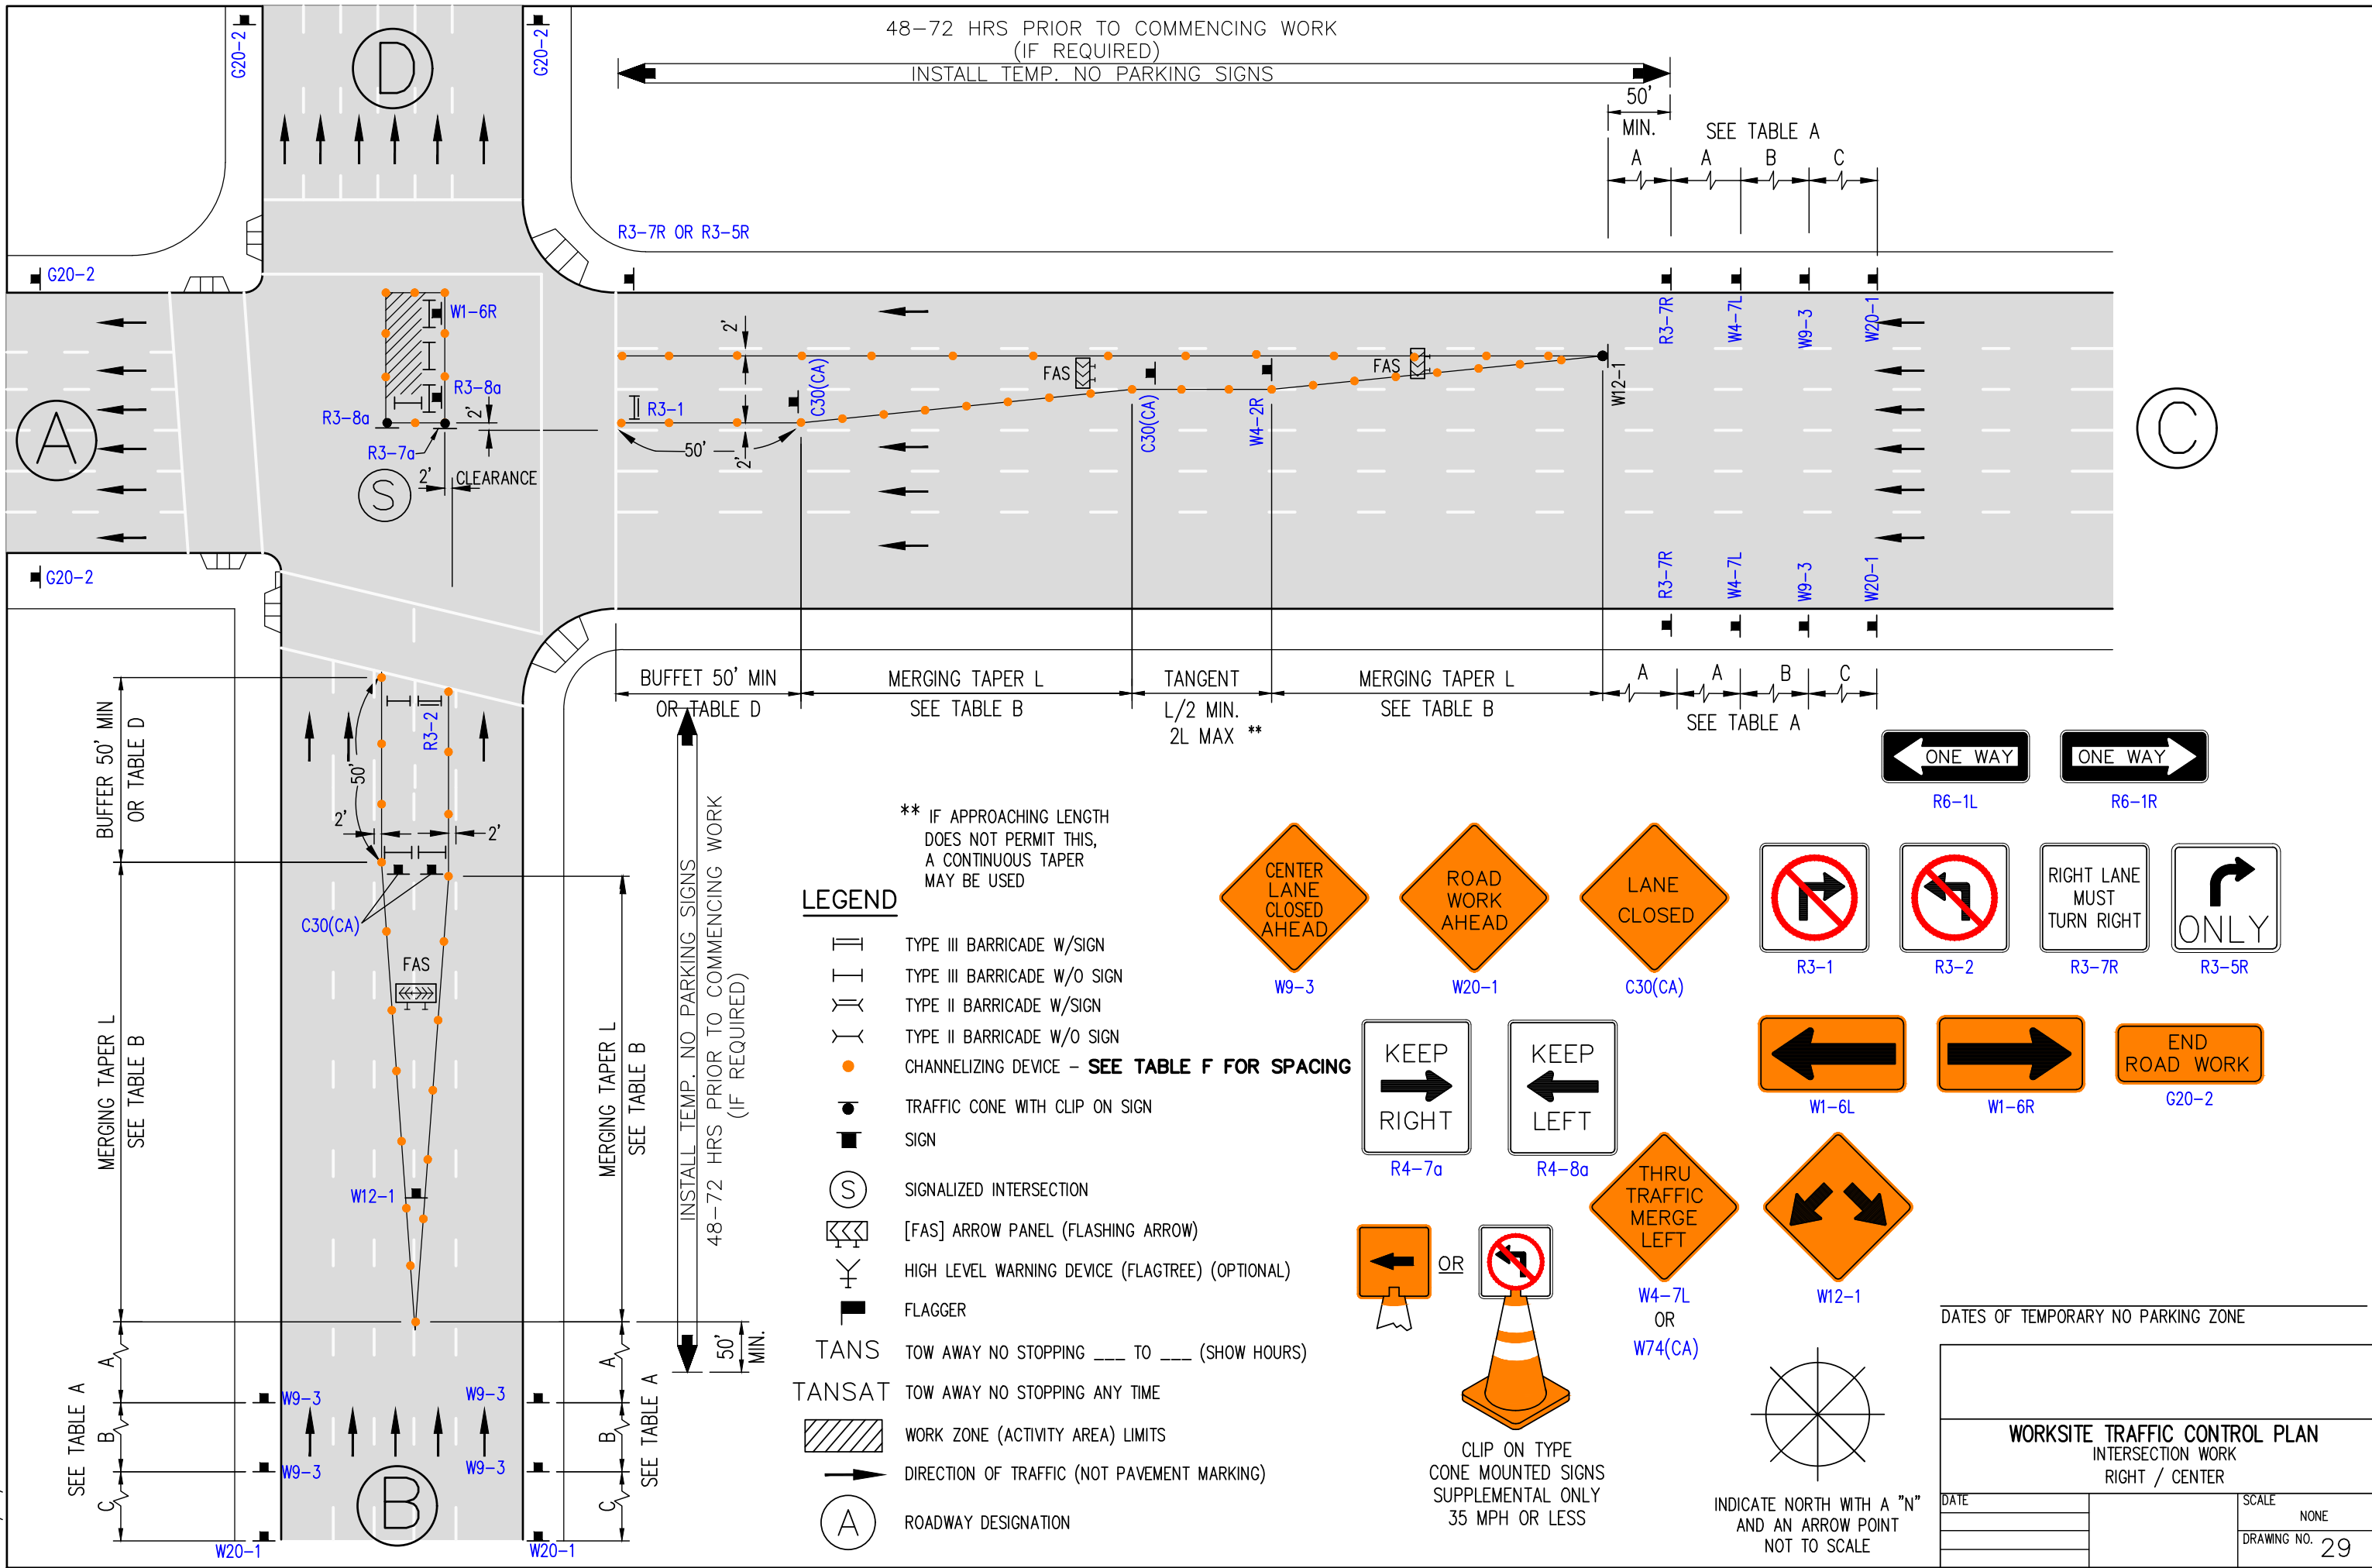 48-72 HRS PRIOR TO COMMENCING WORK
(IF REQUIRED)
INSTALL TEMP. NO PARKING SIGNS
50'
MIN.
SEE TABLE A
A A B C
G20-2
G20-2
D
R3-7R OR R3-5R
G20-2
W1-6R
R3-8a
R3-8a
R3-7a
2'
2' CLEARANCE
S
A
G20-2
2'
R3-1
50'
2'
C30(CA)
FAS
C30(CA)
W4-2R
FAS
W12-1
R3-7R
W4-7L
W9-3
W20-1
C
R3-7R
W4-7L
W9-3
W20-1
BUFFET 50' MIN
OR TABLE D
MERGING TAPER L
SEE TABLE B
TANGENT
L/2 MIN.
2L MAX **
MERGING TAPER L
SEE TABLE B
A A B C
SEE TABLE A
BUFFER 50' MIN
OR TABLE D
R3-2
50'
2'
2'
C30(CA)
FAS
MERGING TAPER L
SEE TABLE B
MERGING TAPER L
SEE TABLE B
W12-1
INSTALL TEMP. NO PARKING SIGNS
48-72 HRS PRIOR TO COMMENCING WORK
(IF REQUIRED)
50'
MIN.
SEE TABLE A
A
B
C
A
B
C
SEE TABLE A
W9-3
W9-3
W9-3
W9-3
B
W20-1
W20-1
** IF APPROACHING LENGTH
DOES NOT PERMIT THIS,
A CONTINUOUS TAPER
MAY BE USED
LEGEND
TYPE III BARRICADE W/SIGN
TYPE III BARRICADE W/O SIGN
TYPE II BARRICADE W/SIGN
TYPE II BARRICADE W/O SIGN
CHANNELIZING DEVICE - SEE TABLE F FOR SPACING
TRAFFIC CONE WITH CLIP ON SIGN
SIGN
S SIGNALIZED INTERSECTION
[FAS] ARROW PANEL (FLASHING ARROW)
HIGH LEVEL WARNING DEVICE (FLAGTREE) (OPTIONAL)
FLAGGER
TANS TOW AWAY NO STOPPING ___ TO ___ (SHOW HOURS)
TANSAT TOW AWAY NO STOPPING ANY TIME
WORK ZONE (ACTIVITY AREA) LIMITS
DIRECTION OF TRAFFIC (NOT PAVEMENT MARKING)
A ROADWAY DESIGNATION
ONE WAY
R6-1L
ONE WAY
R6-1R
CENTER
LANE
CLOSED
AHEAD
W9-3
ROAD
WORK
AHEAD
W20-1
LANE
CLOSED
C30(CA)
R3-1
R3-2
RIGHT LANE
MUST
TURN RIGHT
R3-7R
ONLY
R3-5R
KEEP
RIGHT
R4-7a
KEEP
LEFT
R4-8a
W1-6L
W1-6R
END
ROAD WORK
G20-2
THRU
TRAFFIC
MERGE
LEFT
W4-7L
OR
W74(CA)
W12-1
OR
CLIP ON TYPE
CONE MOUNTED SIGNS
SUPPLEMENTAL ONLY
35 MPH OR LESS
INDICATE NORTH WITH A "N"
AND AN ARROW POINT
NOT TO SCALE
DATES OF TEMPORARY NO PARKING ZONE
WORKSITE TRAFFIC CONTROL PLAN
INTERSECTION WORK
RIGHT / CENTER
DATE
SCALE
NONE
DRAWING NO. 29